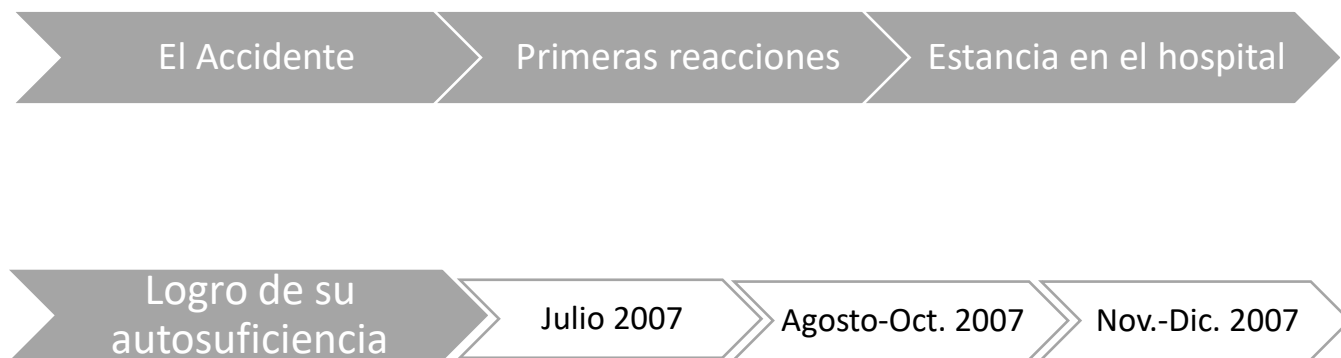 El Accidente
Primeras reacciones
Estancia en el hospital
Logro de su
autosuficiencia
Julio 2007
Agosto-Oct. 2007
Nov.-Dic. 2007